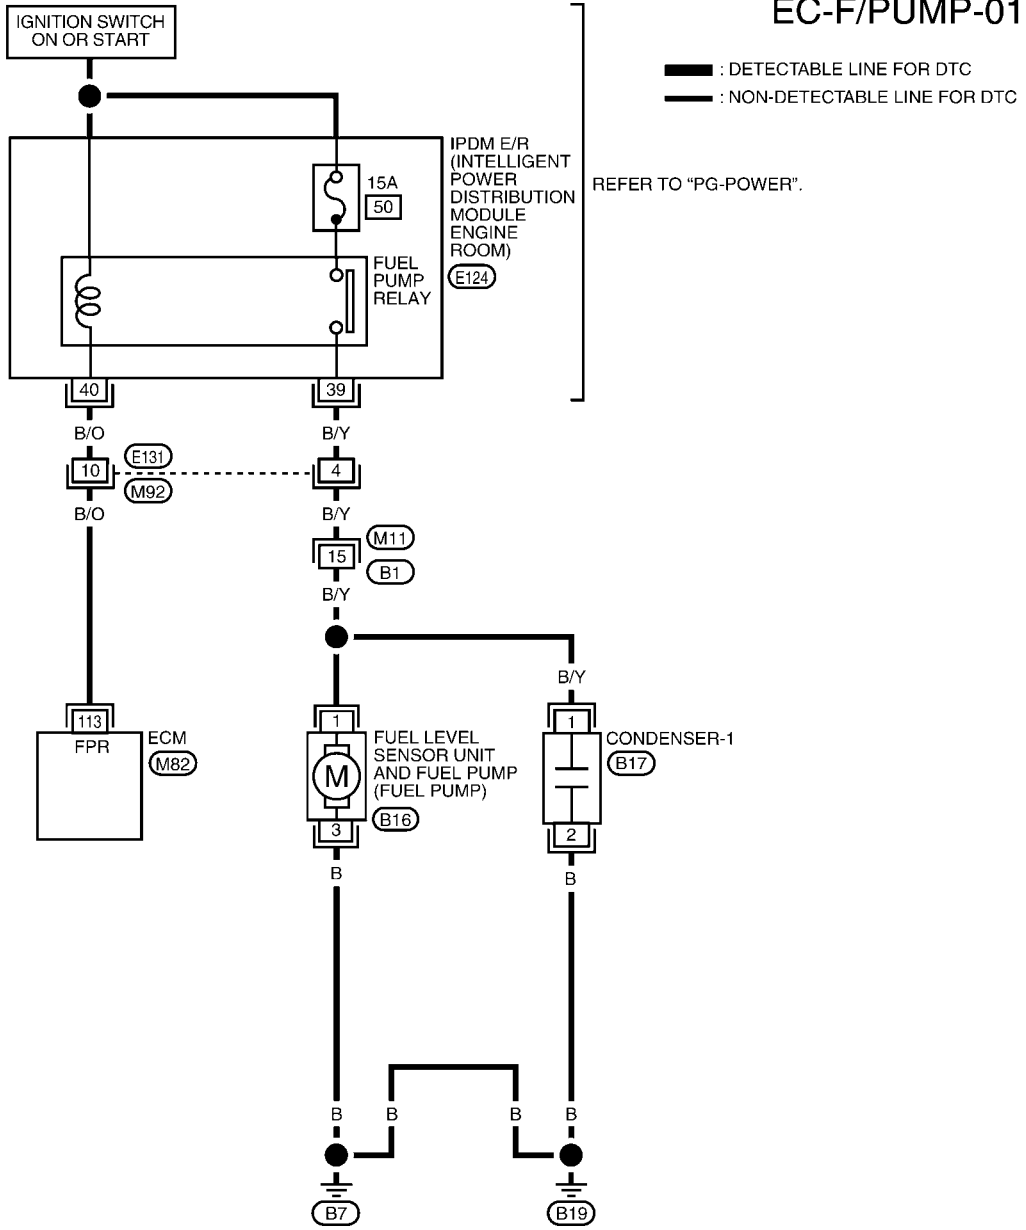 EC-F/PUMP-01
IGNITION SWITCH
ON OR START
: DETECTABLE LINE FOR DTC
: NON-DETECTABLE LINE FOR DTC
IPDM E/R
(INTELLIGENT
POWER
DISTRIBUTION
MODULE
ENGINE
ROOM)
E124
REFER TO “PG-POWER”.
15A
50
FUEL
PUMP
RELAY
40
39
B/O
B/Y
10
E131
M92
4
B/O
B/Y
15
M11
B1
B/Y
B/Y
113
FPR
ECM
M82
1
M
FUEL LEVEL
SENSOR UNIT
AND FUEL PUMP
(FUEL PUMP)
B16
3
1
CONDENSER-1
B17
2
B
B
B
B
B
B
B7
B19